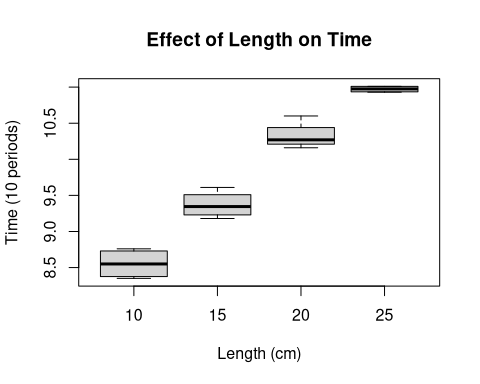 Effect of Length on Time
Time (10 periods)
10.5
9.5
9.0
8.5
10 15 20 25
Length (cm)